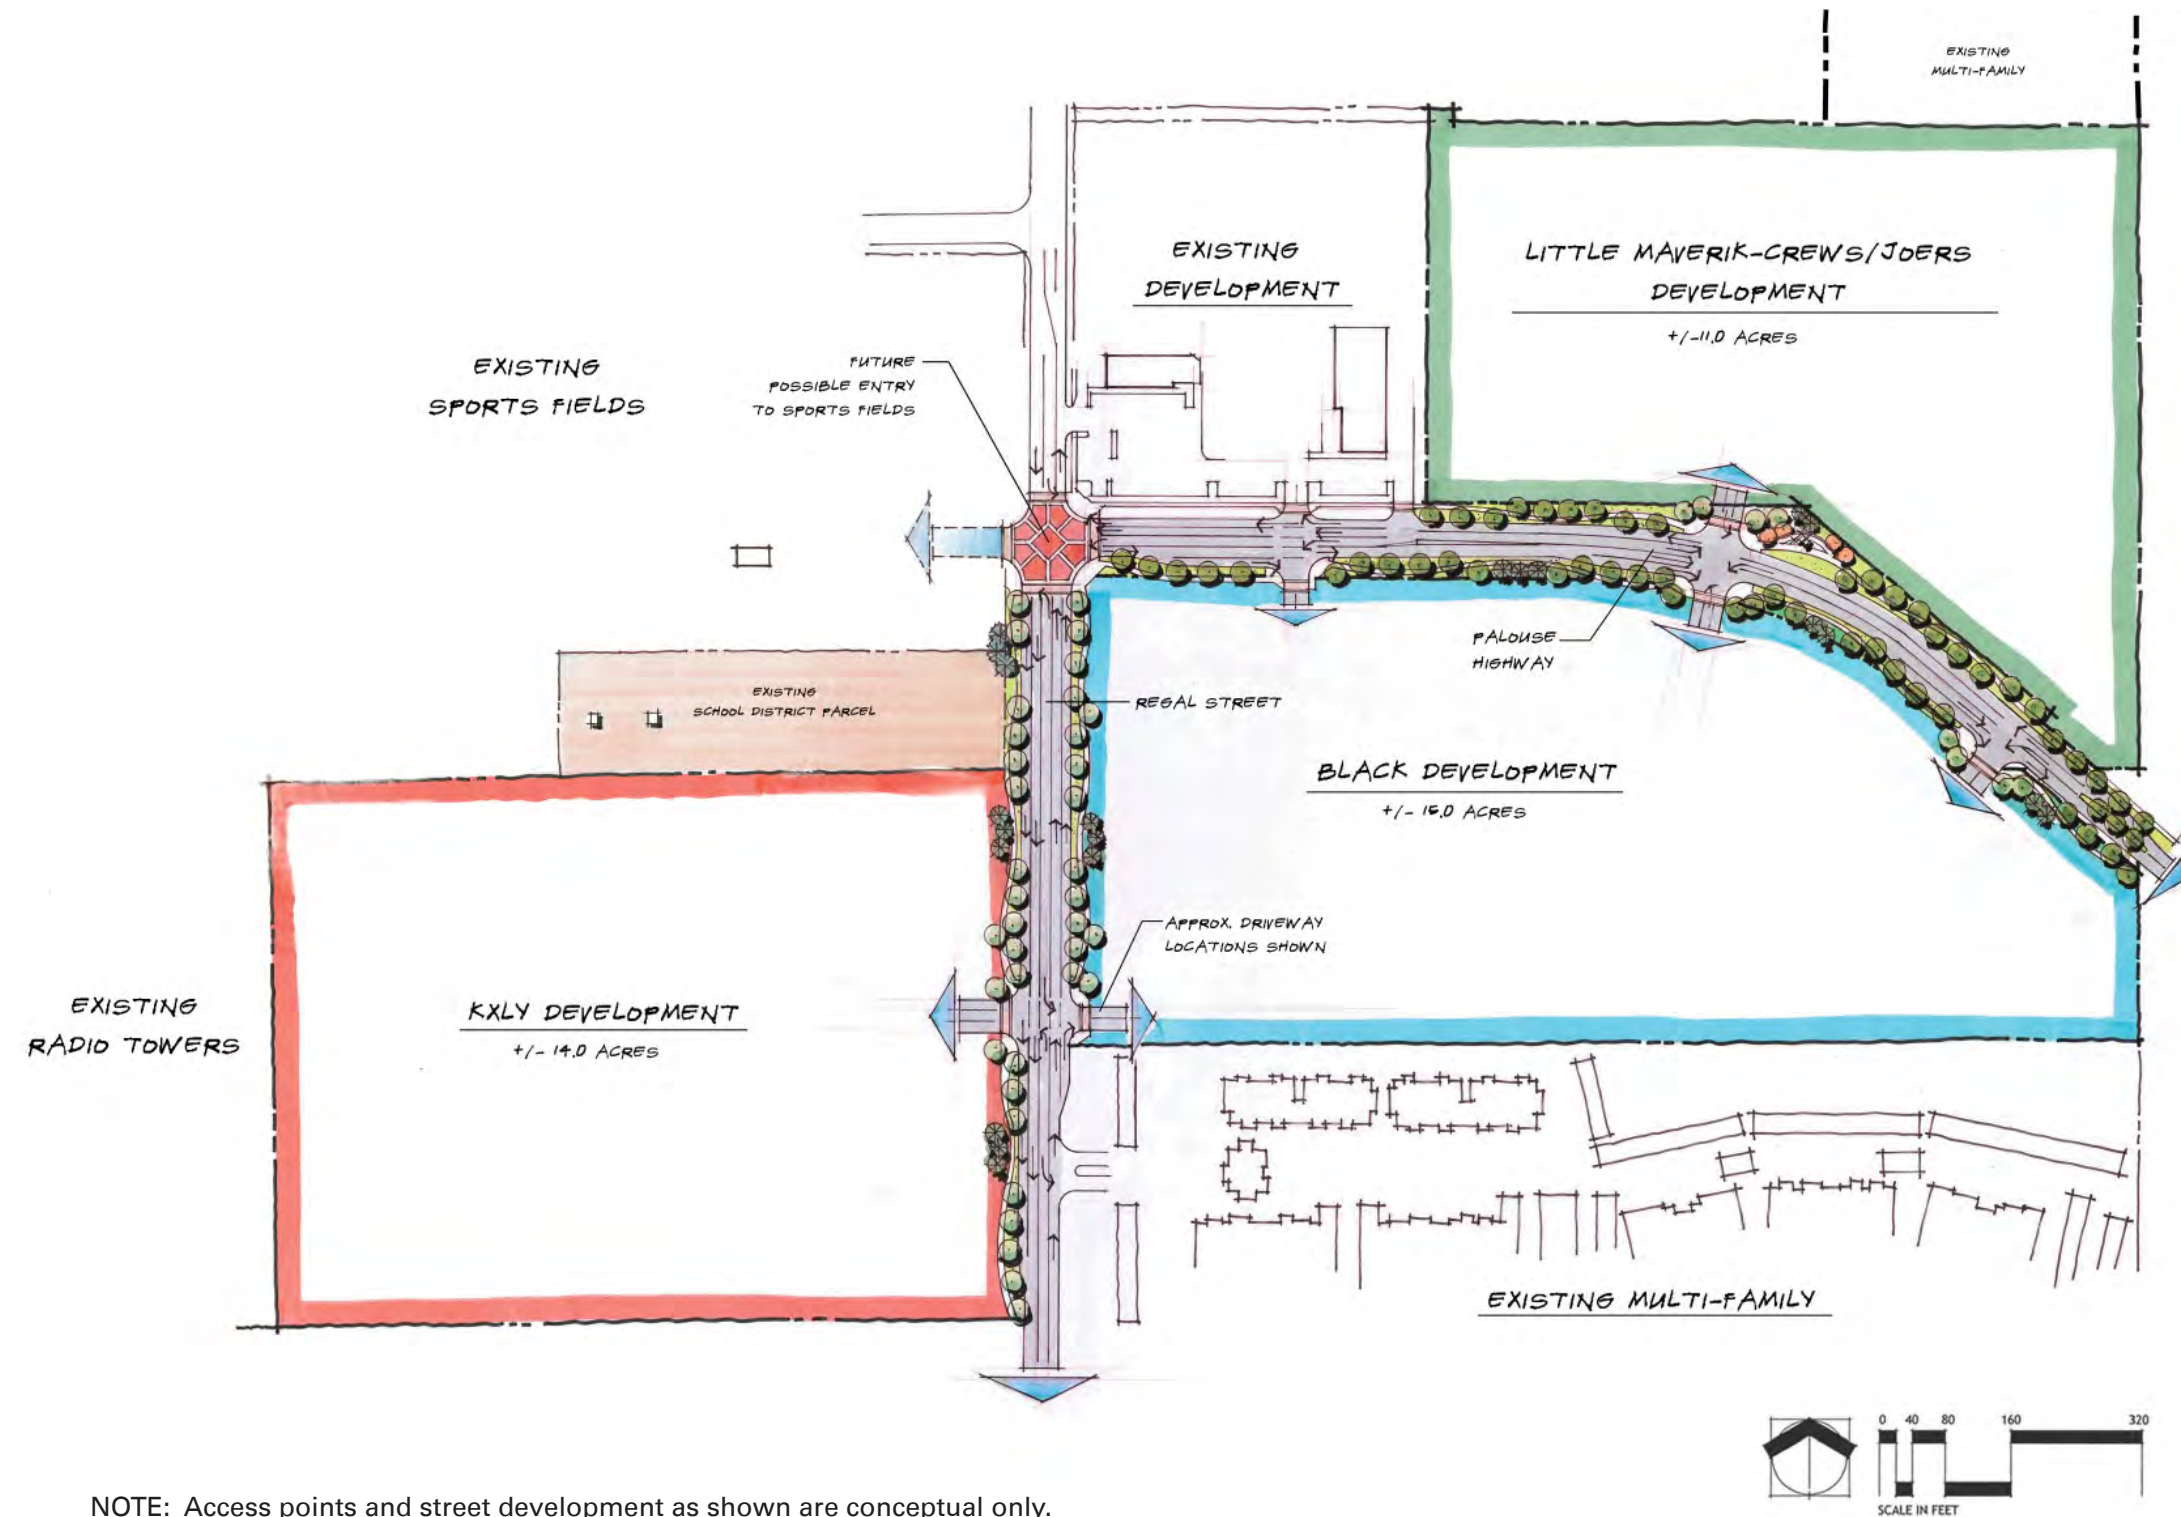 EXISTING
MULTI-FAMILY
EXISTING
DEVELOPMENT
LITTLE MAVERIK-CREWS/JOERS
DEVELOPMENT
+/-11.0 ACRES
EXISTING
SPORTS FIELDS
FUTURE
POSSIBLE ENTRY
TO SPORTS FIELDS
PALOUSE
HIGHWAY
EXISTING
SCHOOL DISTRICT PARCEL
REGAL STREET
BLACK DEVELOPMENT
ACRES
APPROX. DRIVEWAY
LOCATIONS SHOWN
EXISTING
RADIO TOWERS
KXLY DEVELOPMENT
+/- 14.0 ACRES
EXISTING MULTI-FAMILY
0 40 80 160 320
SCALE IN FEET
NOTE: Access points and street development as shown are conceptual only.